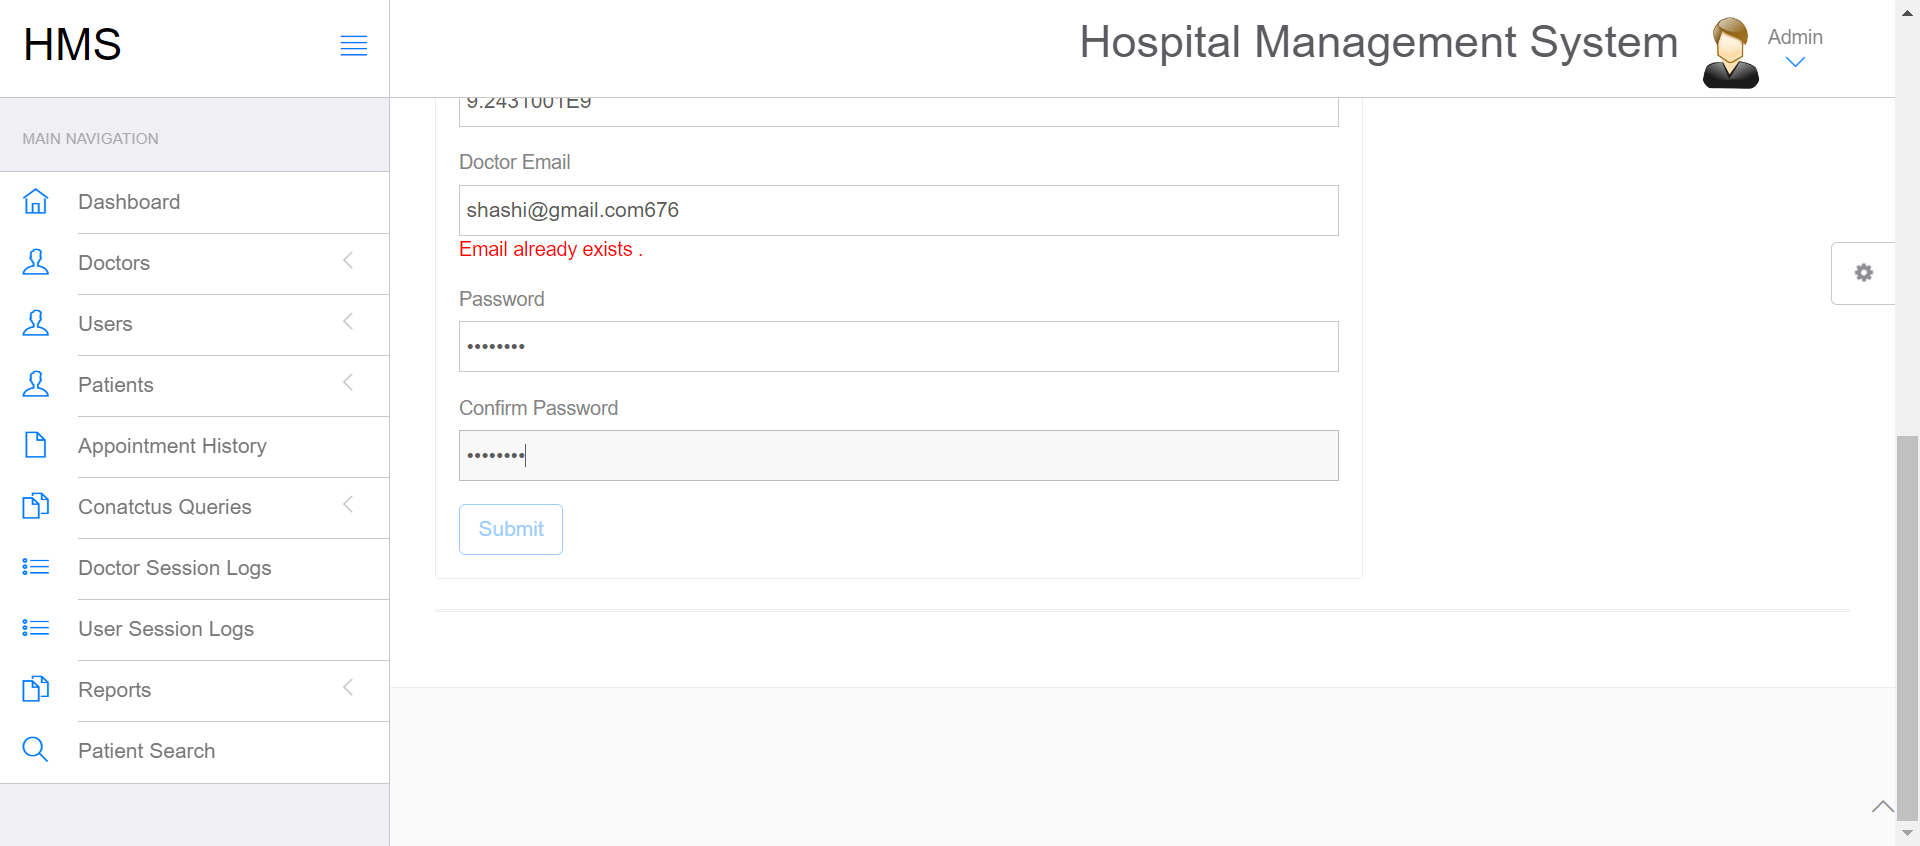 HMS
Hospital Management System
Admin
MAIN NAVIGATION
Dashboard
Doctors
Users
Patients
Appointment History
Conatctus Queries
Doctor Session Logs
User Session Logs
Reports
Patient Search
9.2431001E9
Doctor Email
shashi@gmail.com676
Email already exists .
Password
••••••••
Confirm Password
••••••••
Submit